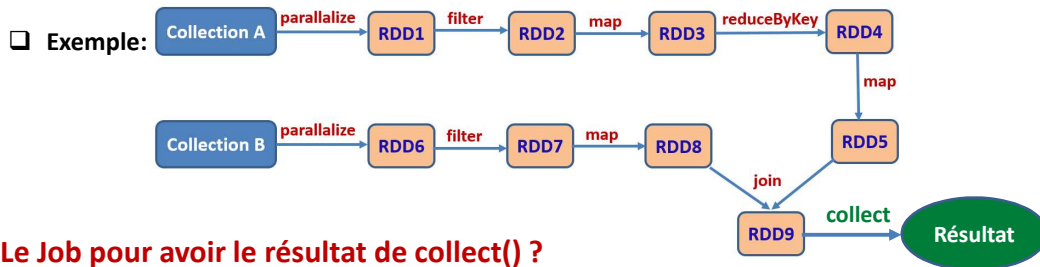 ❑ Exemple:
Collection A
parallalize
RDD1
filter
RDD2
map
RDD3
reduceByKey
RDD4
map
Collection B
parallalize
RDD6
filter
RDD7
map
RDD8
RDD5
join
RDD9
collect
Résultat
Le Job pour avoir le résultat de collect() ?